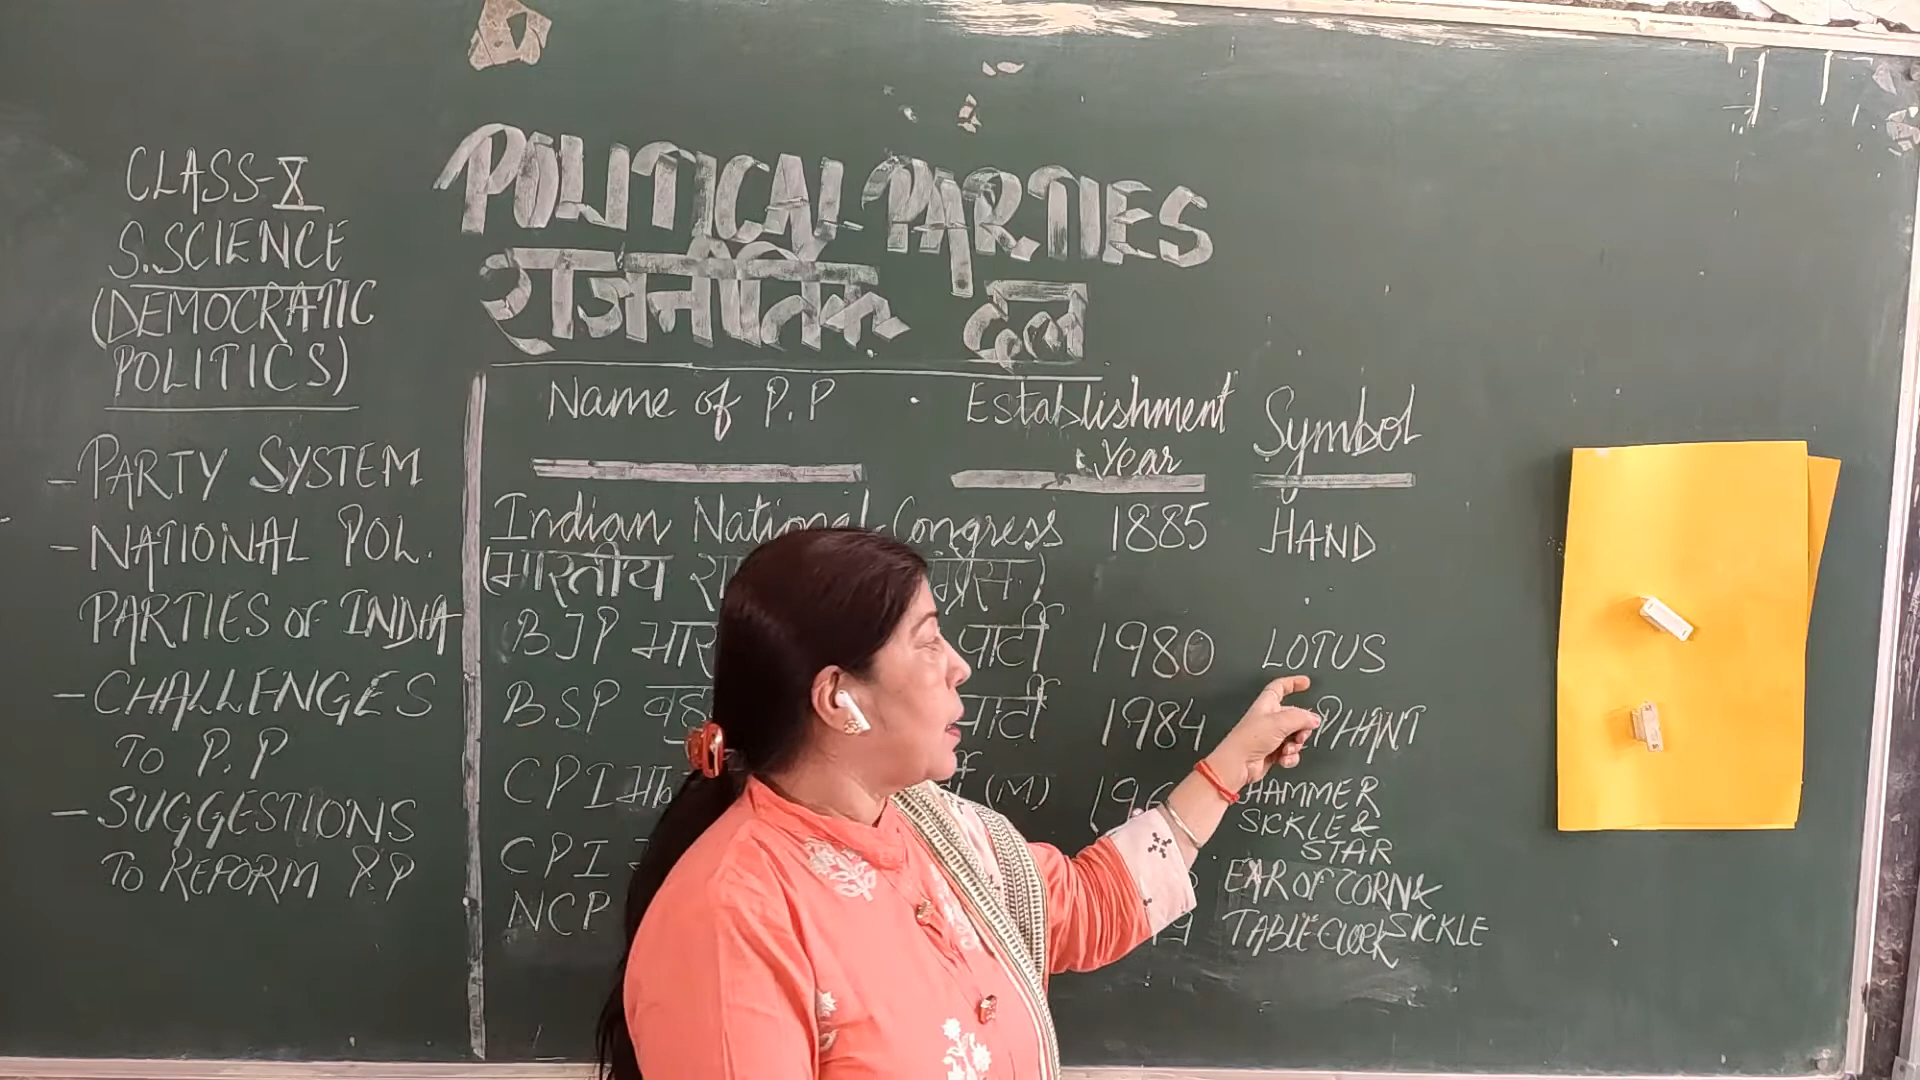 CLASS-X
S.SCIENCE
(DEMOCRATIC
POLITICS)
- PARTY SYSTEM
- NATIONAL POL.
PARTIES OF INDIA
- CHALLENGES
TO P.P
- SUGGESTIONS
TO REFORM P.P
POLITICAL PARTIES
राजनीतिक दल
Name of P.P Establishment Year Symbol
Indian National Congress 1885 HAND
(भारतीय
BJP पार्टी 1980 LOTUS
BSP पार्टी 1984
CPI (M) HAMMER
SICKLE &
STAR
CPI EAR OF CORN &
SICKLE
NCP TABLE CLOCK